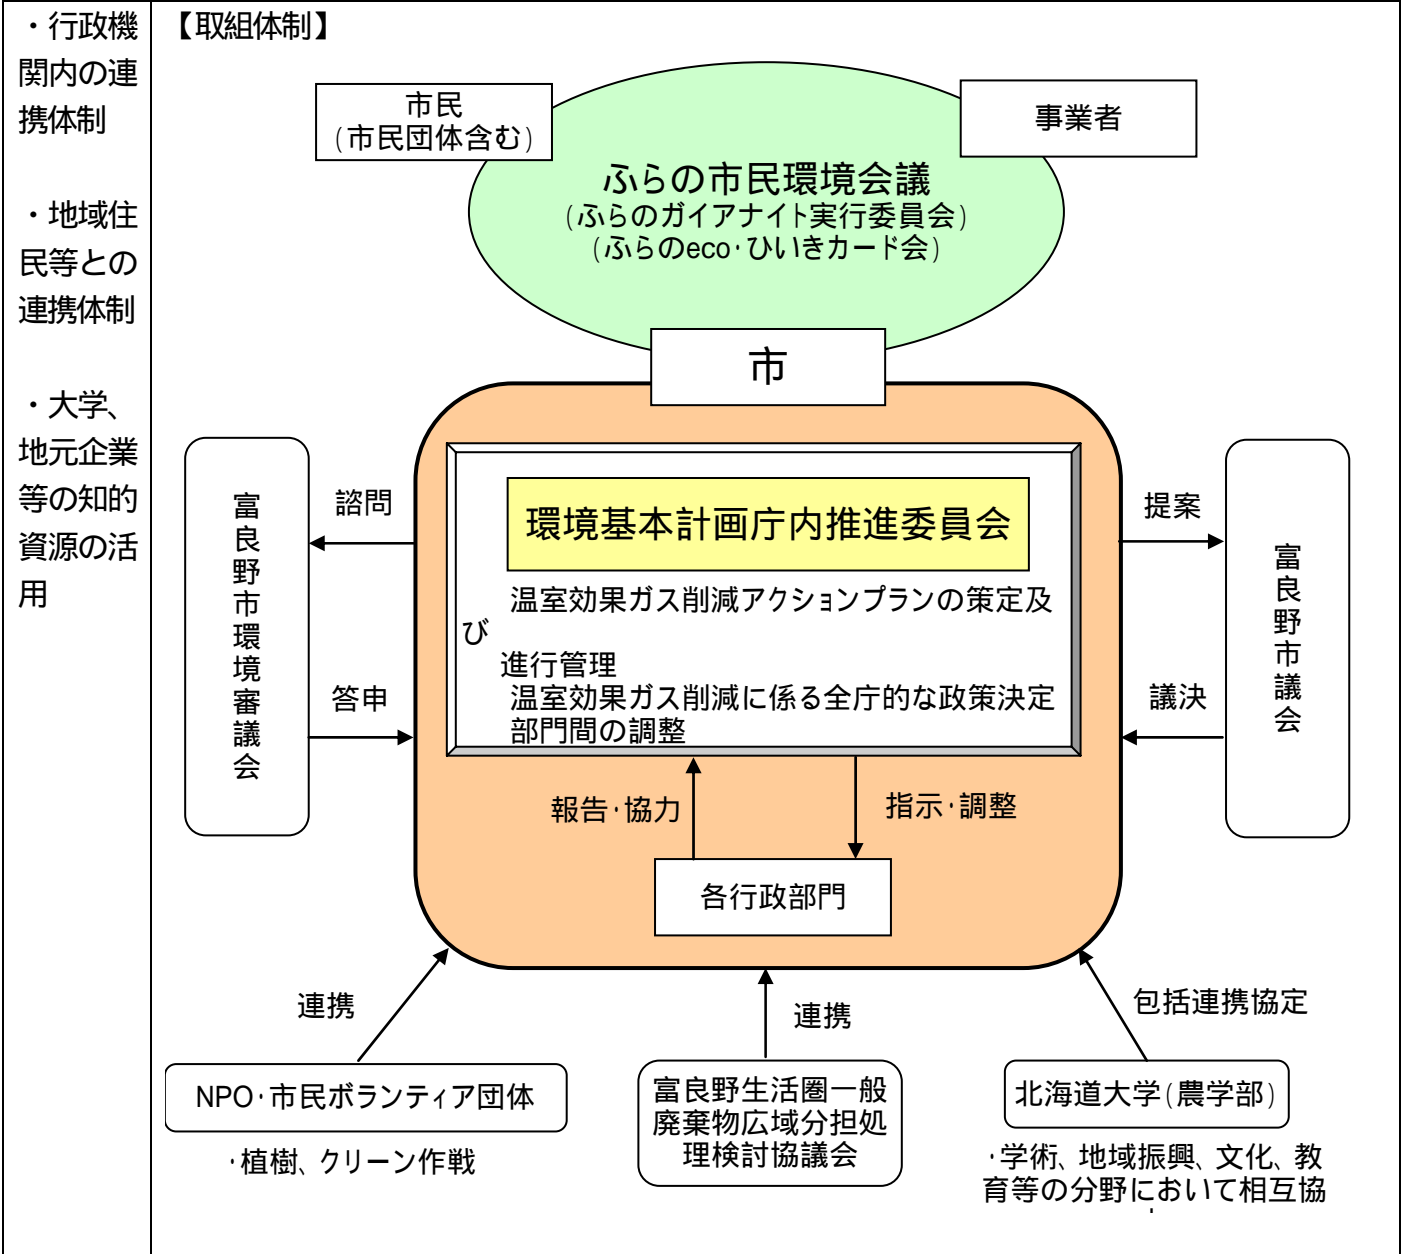 ・行政機
関内の連
携体制
・地域住
民等との
連携体制
・大学、
地元企業
等の知的
資源の活
用
【取組体制】
市民
(市民団体含む)
事業者
ふらの市民環境会議
(ふらのガイアナイト実行委員会)
(ふらのeco・ひいきカード会)
市
富良野市環境審議会
諮問
答申
環境基本計画庁内推進委員会
温室効果ガス削減アクションプランの策定及
び
進行管理
温室効果ガス削減に係る全庁的な政策決定
部門間の調整
提案
議決
富良野市議会
報告・協力
指示・調整
各行政部門
連携
連携
包括連携協定
NPO・市民ボランティア団体
・植樹、クリーン作戦
富良野生活圏一般
廃棄物広域分担処
理検討協議会
北海道大学(農学部)
・学術、地域振興、文化、教
育等の分野において相互協